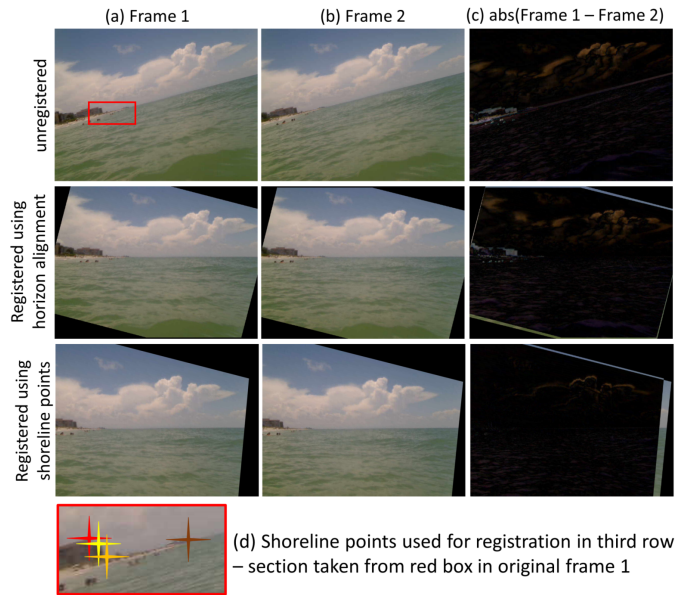 (a) Frame 1
(b) Frame 2
(c) abs(Frame 1 – Frame 2)
unregistered
Registered using
horizon alignment
Registered using
shoreline points
(d) Shoreline points used for registration in third row
– section taken from red box in original frame 1